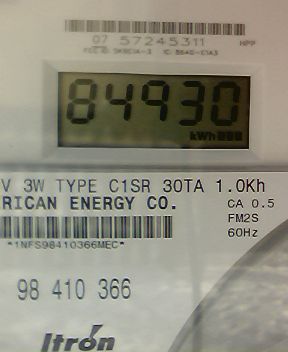 07 57245311 HPP
84930
kWh
V 3W TYPE C1SR 30TA 1.0Kh
RICAN ENERGY CO. CA 0.5
FM2S
*1NFS98410366MEC* 60Hz
98 410 366
Itron